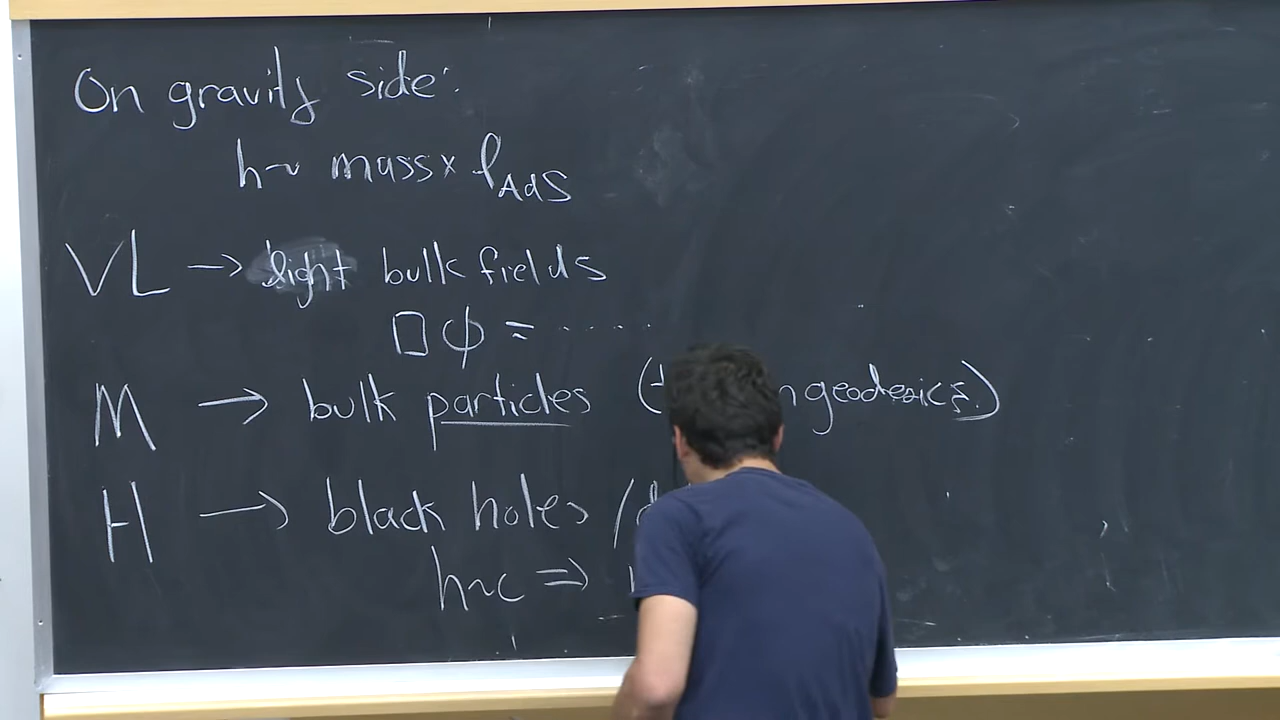 On gravity side:
h~ mass x ℓ_AdS
VL → light bulk fields
□ϕ = ......
M → bulk particles ( geodesics.)
H → black holes /
h~c ⇒